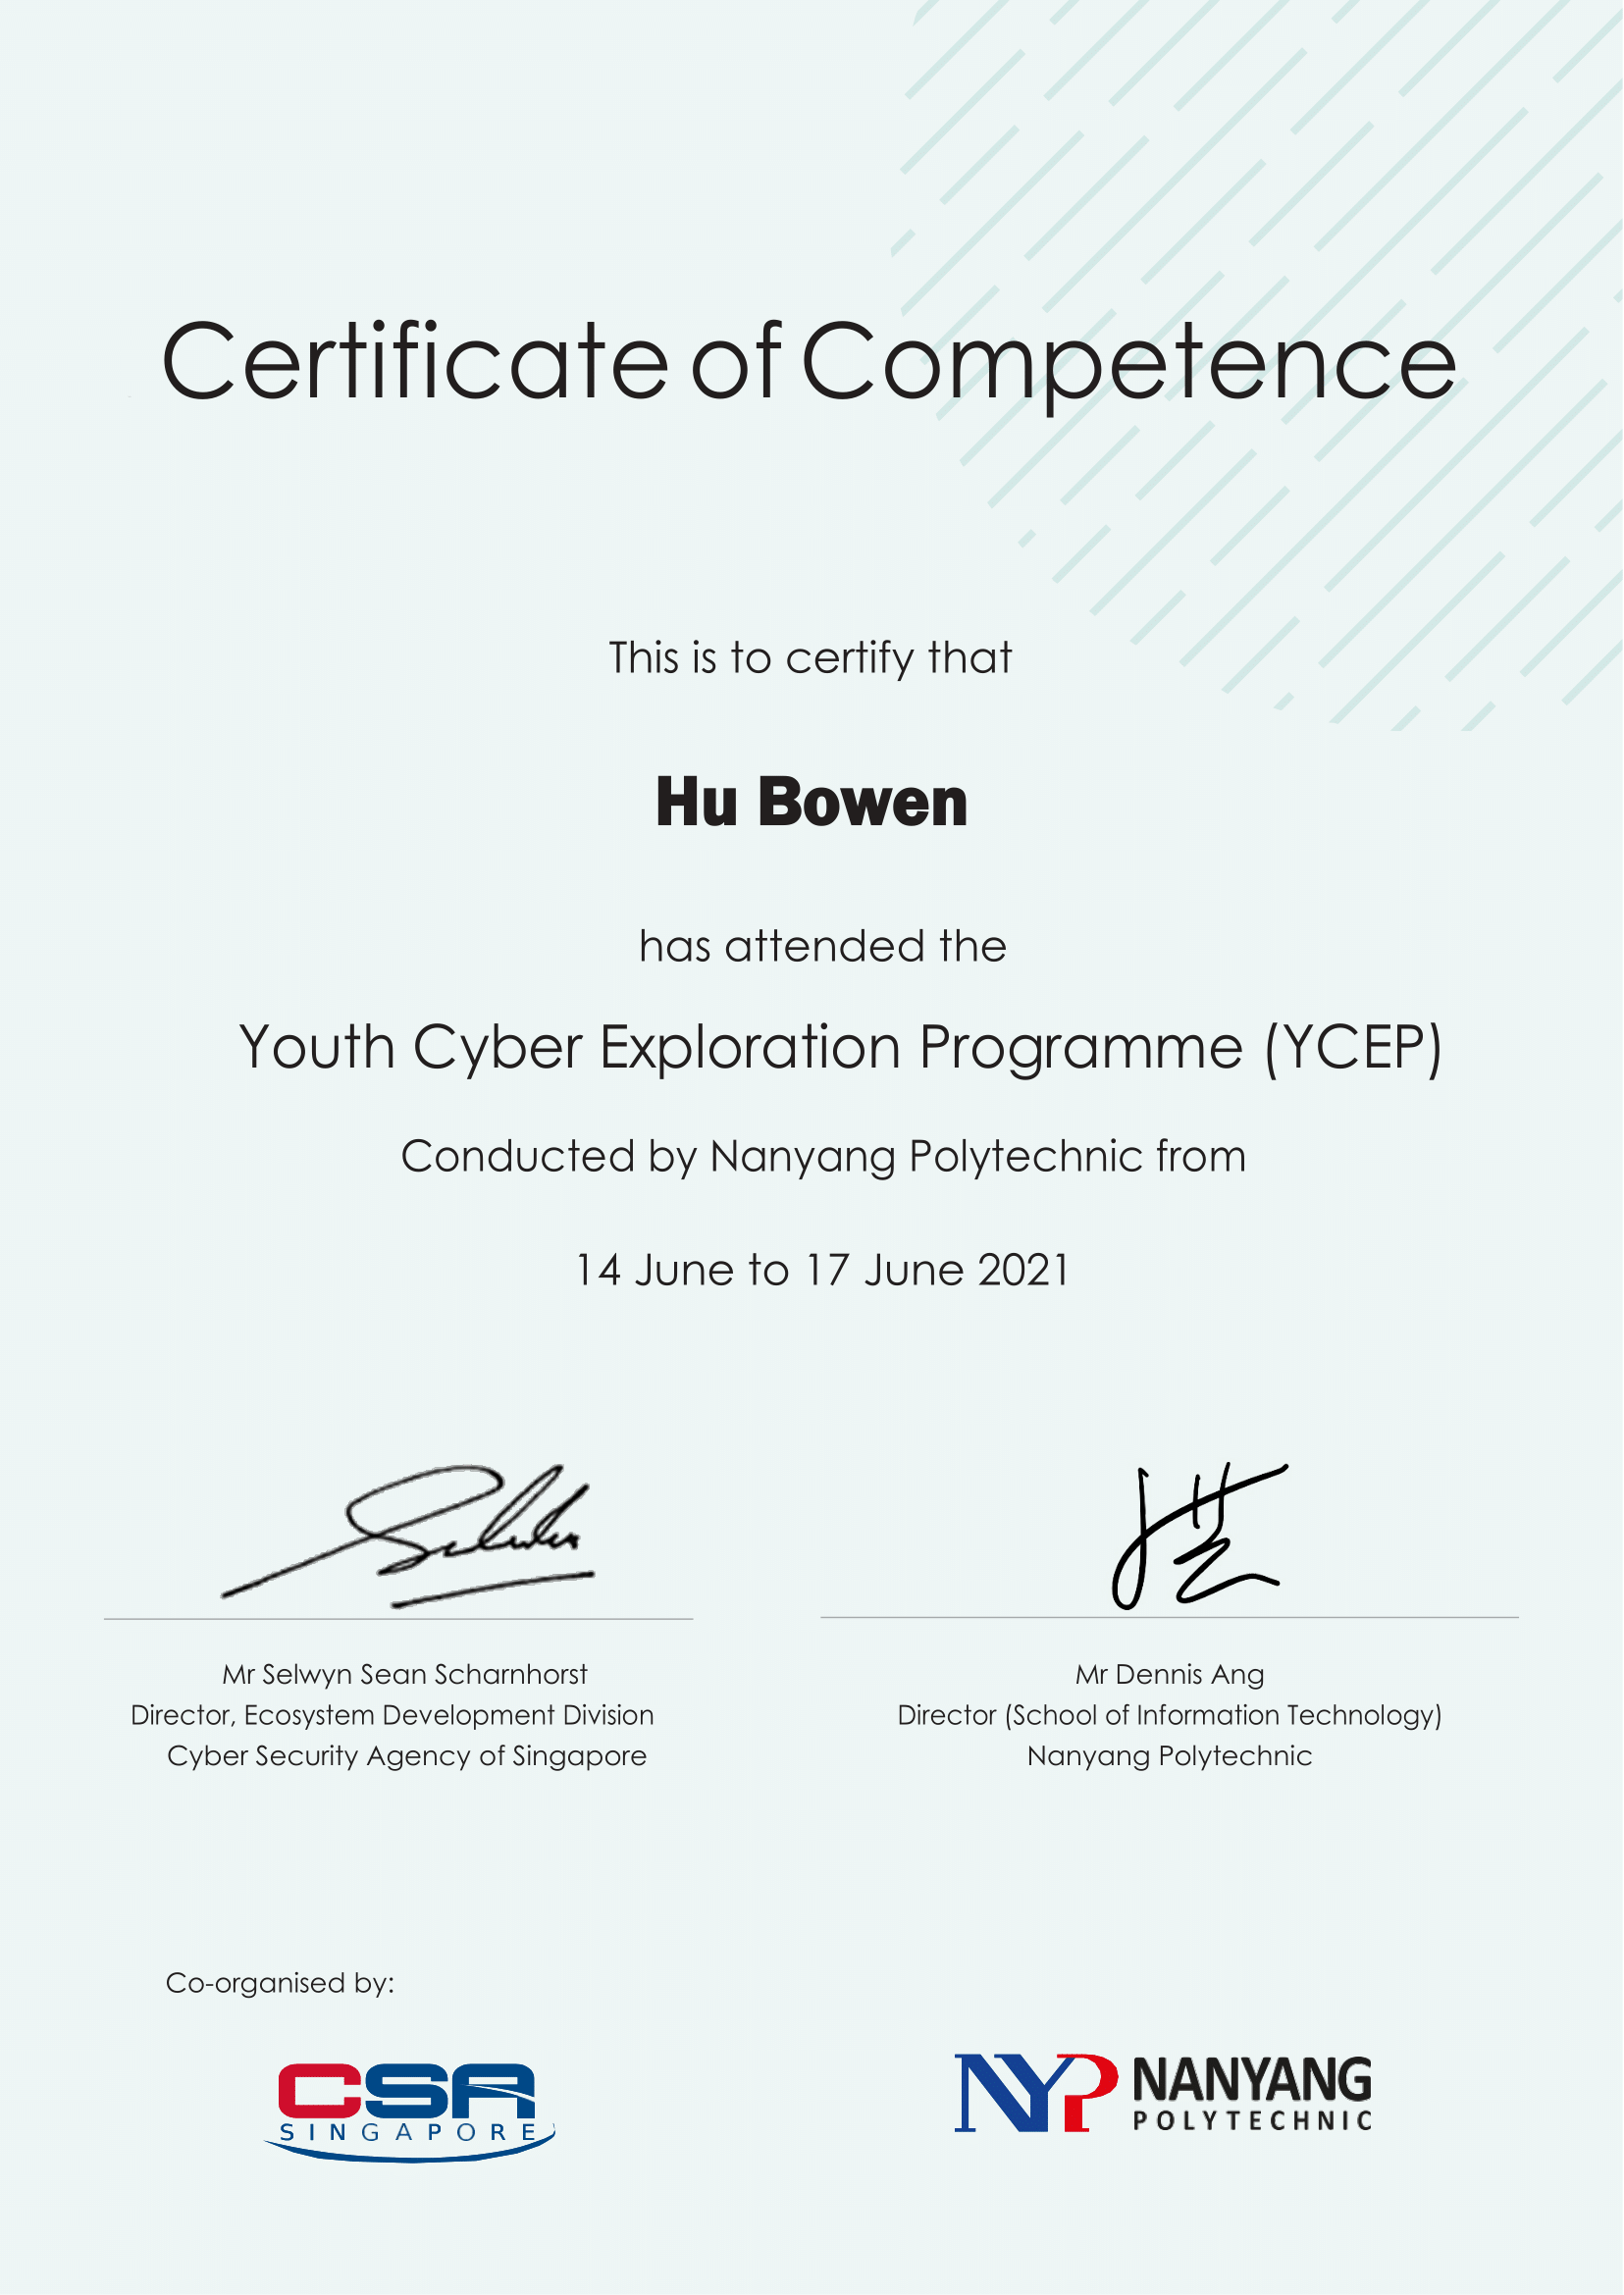 Certificate of Competence
This is to certify that
Hu Bowen
has attended the
Youth Cyber Exploration Programme (YCEP)
Conducted by Nanyang Polytechnic from
14 June to 17 June 2021
Mr Selwyn Sean Scharnhorst
Director, Ecosystem Development Division
Cyber Security Agency of Singapore
Mr Dennis Ang
Director (School of Information Technology)
Nanyang Polytechnic
Co-organised by:
CSA
SINGAPORE
NYP NANYANG
POLYTECHNIC